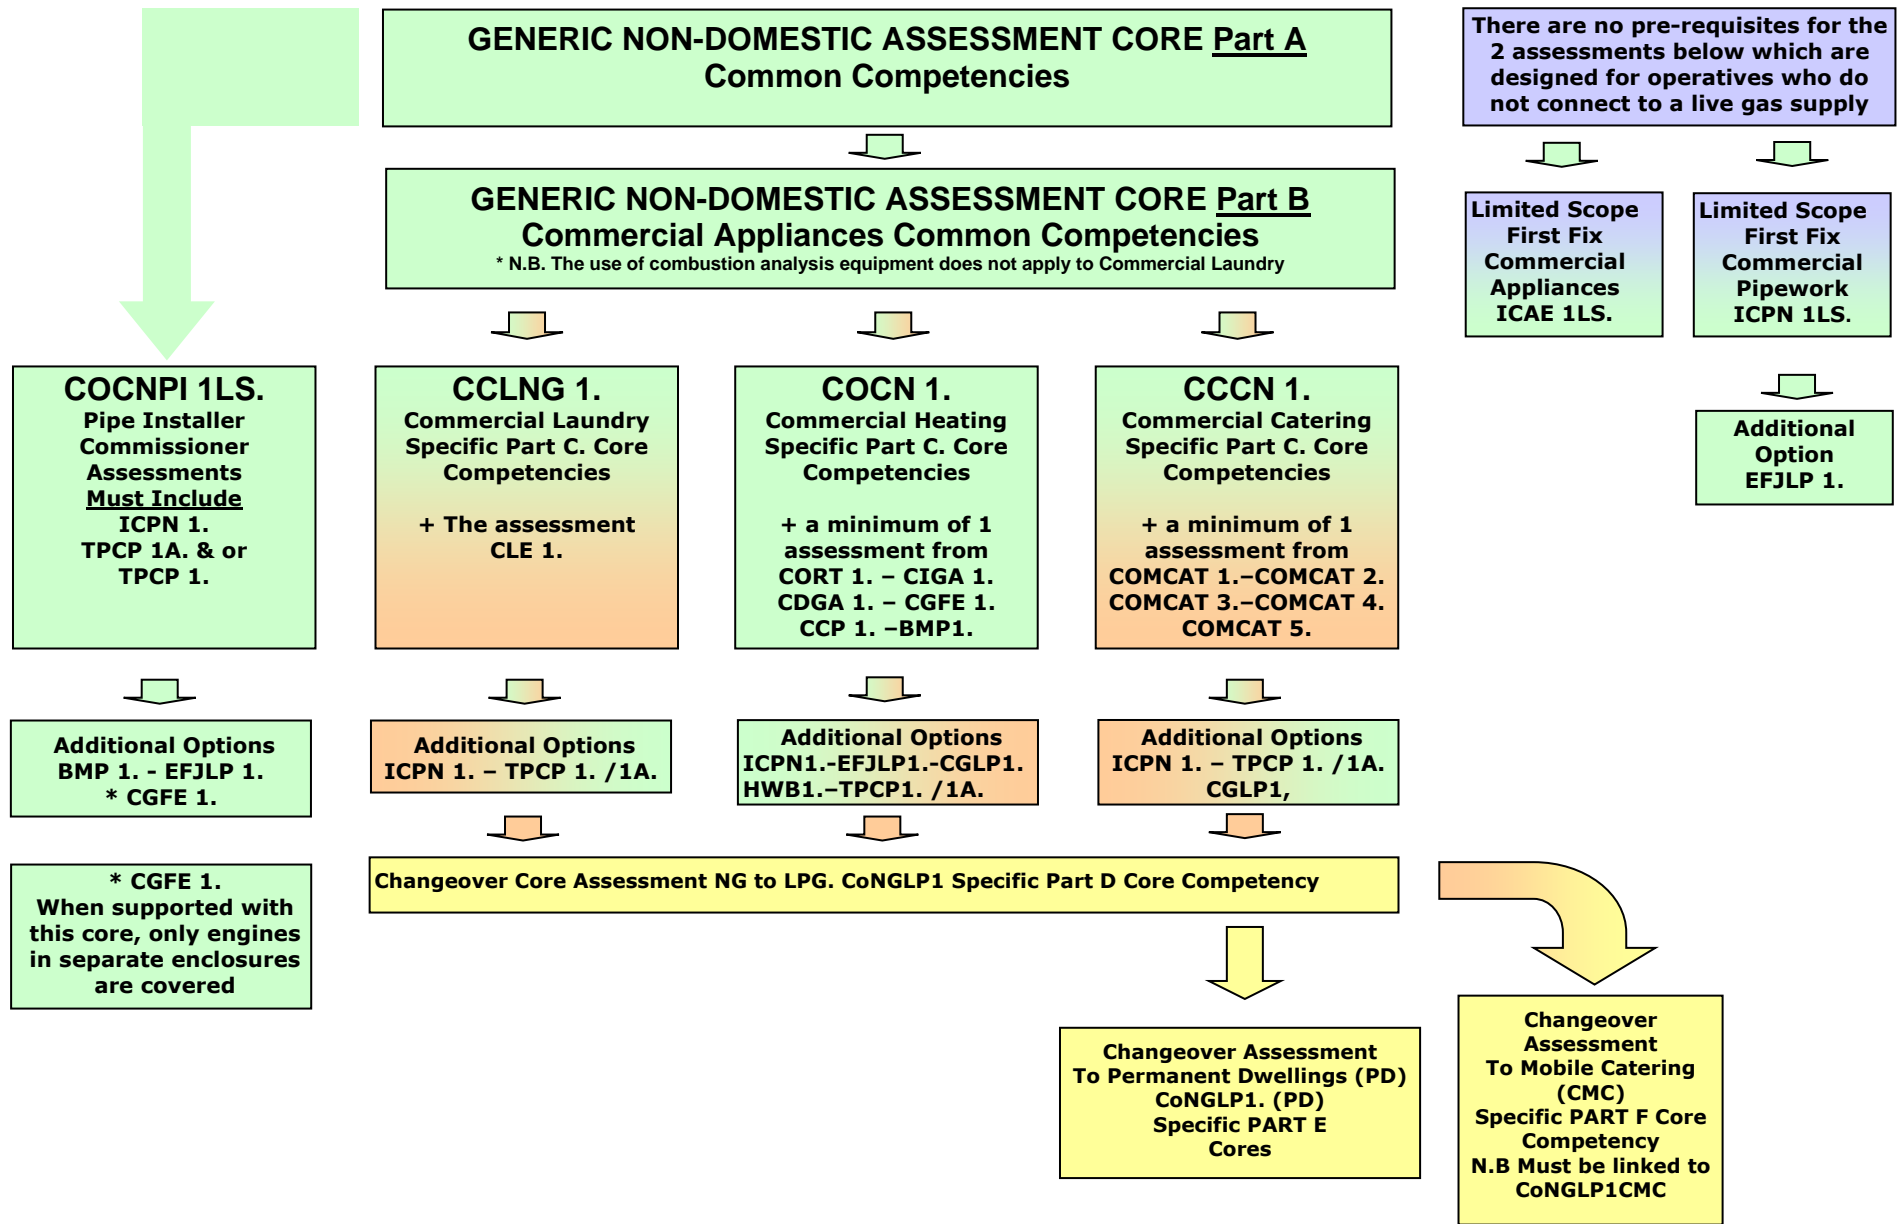 GENERIC NON-DOMESTIC ASSESSMENT CORE Part A
Common Competencies
There are no pre-requisites for the
2 assessments below which are
designed for operatives who do
not connect to a live gas supply
GENERIC NON-DOMESTIC ASSESSMENT CORE Part B
Commercial Appliances Common Competencies
* N.B. The use of combustion analysis equipment does not apply to Commercial Laundry
Limited Scope
First Fix
Commercial
Appliances
ICAE 1LS.
Limited Scope
First Fix
Commercial
Pipework
ICPN 1LS.
COCNPI 1LS.
Pipe Installer
Commissioner
Assessments
Must Include
ICPN 1.
TPCP 1A. & or
TPCP 1.
CCLNG 1.
Commercial Laundry
Specific Part C. Core
Competencies
+ The assessment
CLE 1.
COCN 1.
Commercial Heating
Specific Part C. Core
Competencies
+ a minimum of 1
assessment from
CORT 1. – CIGA 1.
CDGA 1. – CGFE 1.
CCP 1. –BMP1.
CCCN 1.
Commercial Catering
Specific Part C. Core
Competencies
+ a minimum of 1
assessment from
COMCAT 1.–COMCAT 2.
COMCAT 3.–COMCAT 4.
COMCAT 5.
Additional
Option
EFJLP 1.
Additional Options
BMP 1. - EFJLP 1.
* CGFE 1.
Additional Options
ICPN 1. – TPCP 1. /1A.
Additional Options
ICPN1.-EFJLP1.-CGLP1.
HWB1.–TPCP1. /1A.
Additional Options
ICPN 1. – TPCP 1. /1A.
CGLP1,
* CGFE 1.
When supported with
this core, only engines
in separate enclosures
are covered
Changeover Core Assessment NG to LPG. CoNGLP1 Specific Part D Core Competency
Changeover Assessment
To Permanent Dwellings (PD)
CoNGLP1. (PD)
Specific PART E
Cores
Changeover
Assessment
To Mobile Catering
(CMC)
Specific PART F Core
Competency
N.B Must be linked to
CoNGLP1CMC